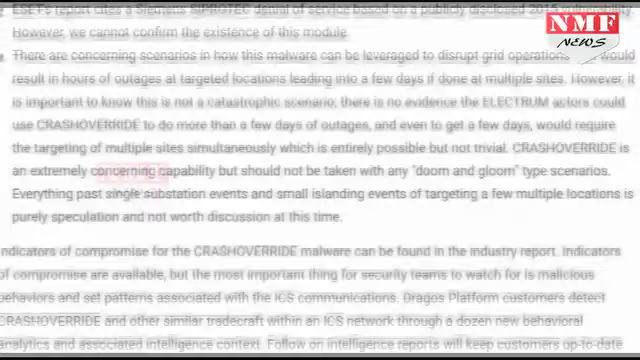 ESET's report cites a Siemens SIPROTEC denial of service based on a publicly disclosed 2015 vulnerability.
However, we cannot confirm the existence of this module.
NMF
NEWS
There are concerning scenarios in how this malware can be leveraged to disrupt grid operations would
result in hours of outages at targeted locations leading into a few days if done at multiple sites. However, it
is important to know this is not a catastrophic scenario; there is no evidence the ELECTRUM actors could
use CRASHOVERRIDE to do more than a few days of outages, and even to get a few days, would require
the targeting of multiple sites simultaneously which is entirely possible but not trivial. CRASHOVERRIDE is
an extremely concerning capability but should not be taken with any "doom and gloom" type scenarios.
Everything past single substation events and small islanding events of targeting a few multiple locations is
purely speculation and not worth discussion at this time.
Indicators of compromise for the CRASHOVERRIDE malware can be found in the industry report. Indicators
of compromise are available, but the most important thing for security teams to watch for is malicious
behaviors and set patterns associated with the ICS communications. Dragos Platform customers detect
CRASHOVERRIDE and other similar tradecraft within an ICS network through a dozen new behavioral
analytics and associated intelligence context. Follow on intelligence reports will keep customers up-to-date